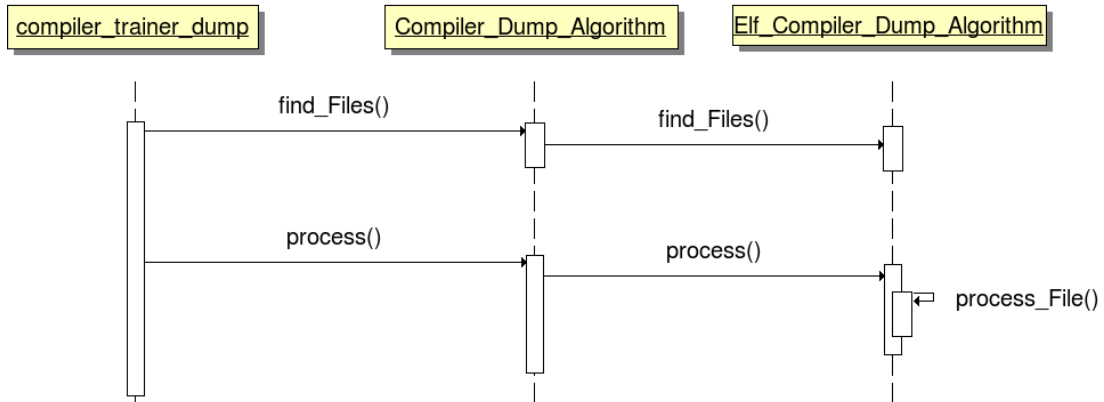 compiler_trainer_dump
Compiler_Dump_Algorithm
Elf_Compiler_Dump_Algorithm
find_Files()
find_Files()
process()
process()
process_File()